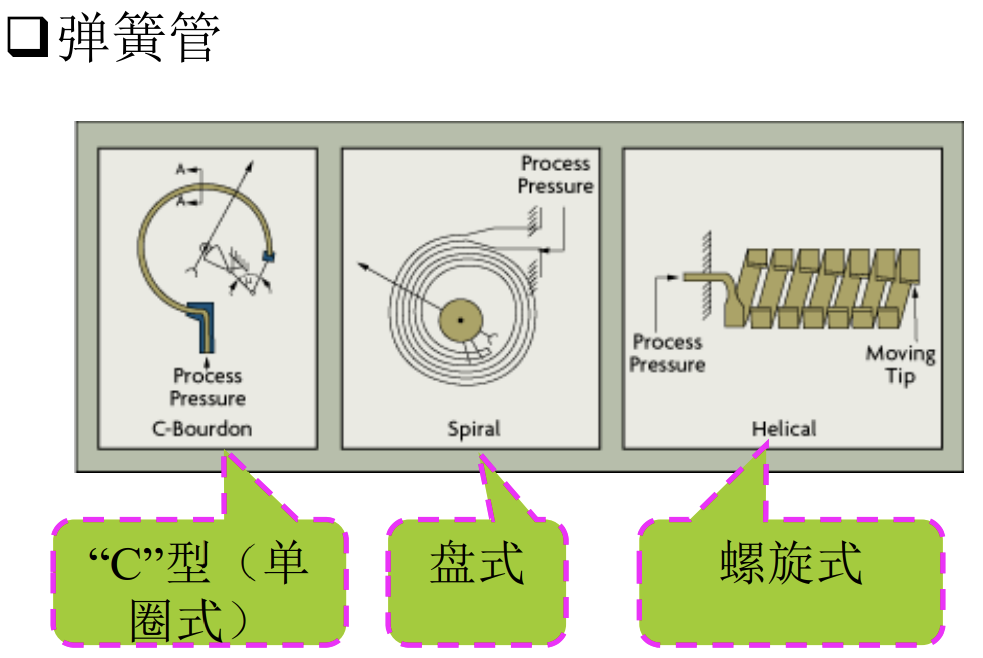 弹簧管
A
A
Process
Pressure
C-Bourdon
Process
Pressure
Spiral
Process
Pressure
Moving
Tip
Helical
“C”型（单
圈式）
盘式
螺旋式